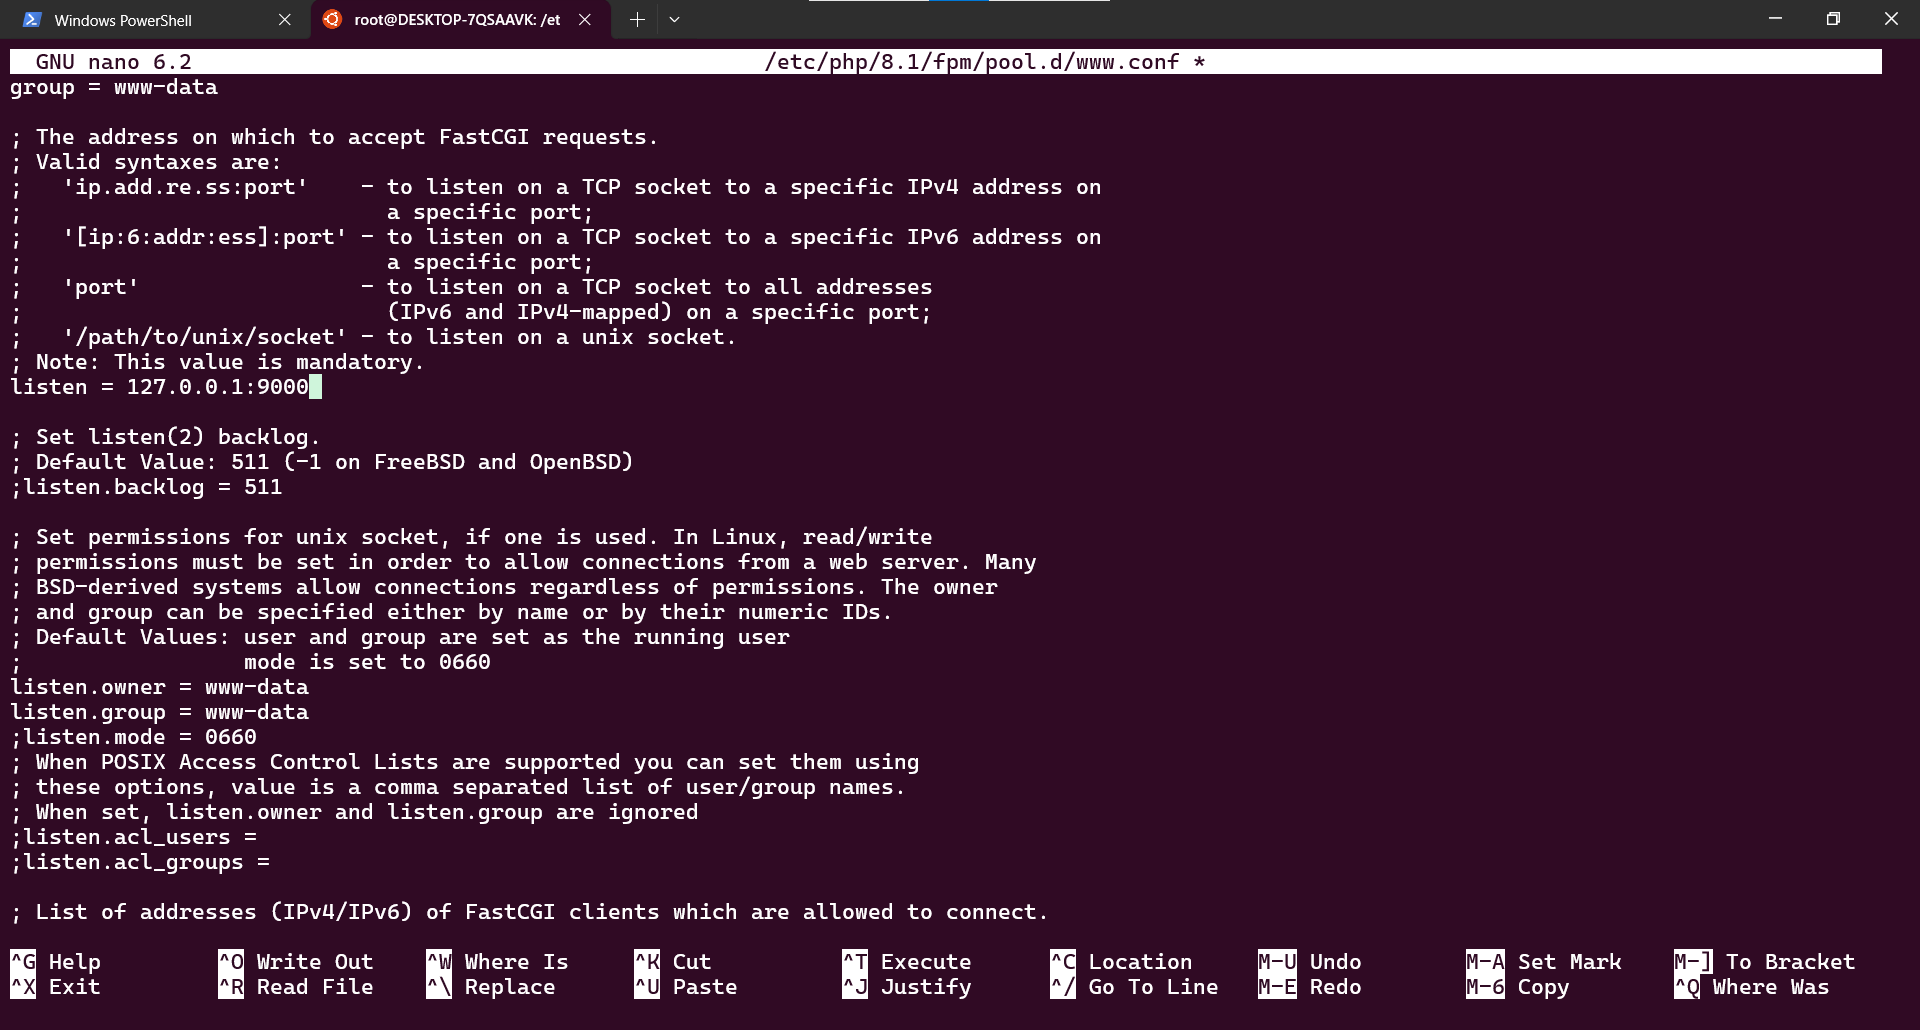 Windows PowerShell
root@DESKTOP-7QSAAVK: /et
GNU nano 6.2 /etc/php/8.1/fpm/pool.d/www.conf *
group = www-data
; The address on which to accept FastCGI requests.
; Valid syntaxes are:
;   'ip.add.re.ss:port'    - to listen on a TCP socket to a specific IPv4 address on
;                            a specific port;
;   '[ip:6:addr:ess]:port' - to listen on a TCP socket to a specific IPv6 address on
;                            a specific port;
;   'port'                 - to listen on a TCP socket to all addresses
;                            (IPv6 and IPv4-mapped) on a specific port;
;   '/path/to/unix/socket' - to listen on a unix socket.
; Note: This value is mandatory.
listen = 127.0.0.1:9000
; Set listen(2) backlog.
; Default Value: 511 (-1 on FreeBSD and OpenBSD)
;listen.backlog = 511
; Set permissions for unix socket, if one is used. In Linux, read/write
; permissions must be set in order to allow connections from a web server. Many
; BSD-derived systems allow connections regardless of permissions. The owner
; and group can be specified either by name or by their numeric IDs.
; Default Values: user and group are set as the running user
;                 mode is set to 0660
listen.owner = www-data
listen.group = www-data
;listen.mode = 0660
; When POSIX Access Control Lists are supported you can set them using
; these options, value is a comma separated list of user/group names.
; When set, listen.owner and listen.group are ignored
;listen.acl_users =
;listen.acl_groups =
; List of addresses (IPv4/IPv6) of FastCGI clients which are allowed to connect.
^G Help ^O Write Out ^W Where Is ^K Cut ^T Execute ^C Location M-U Undo M-A Set Mark M-] To Bracket
^X Exit ^R Read File ^\ Replace ^U Paste ^J Justify ^/ Go To Line M-E Redo M-6 Copy ^Q Where Was